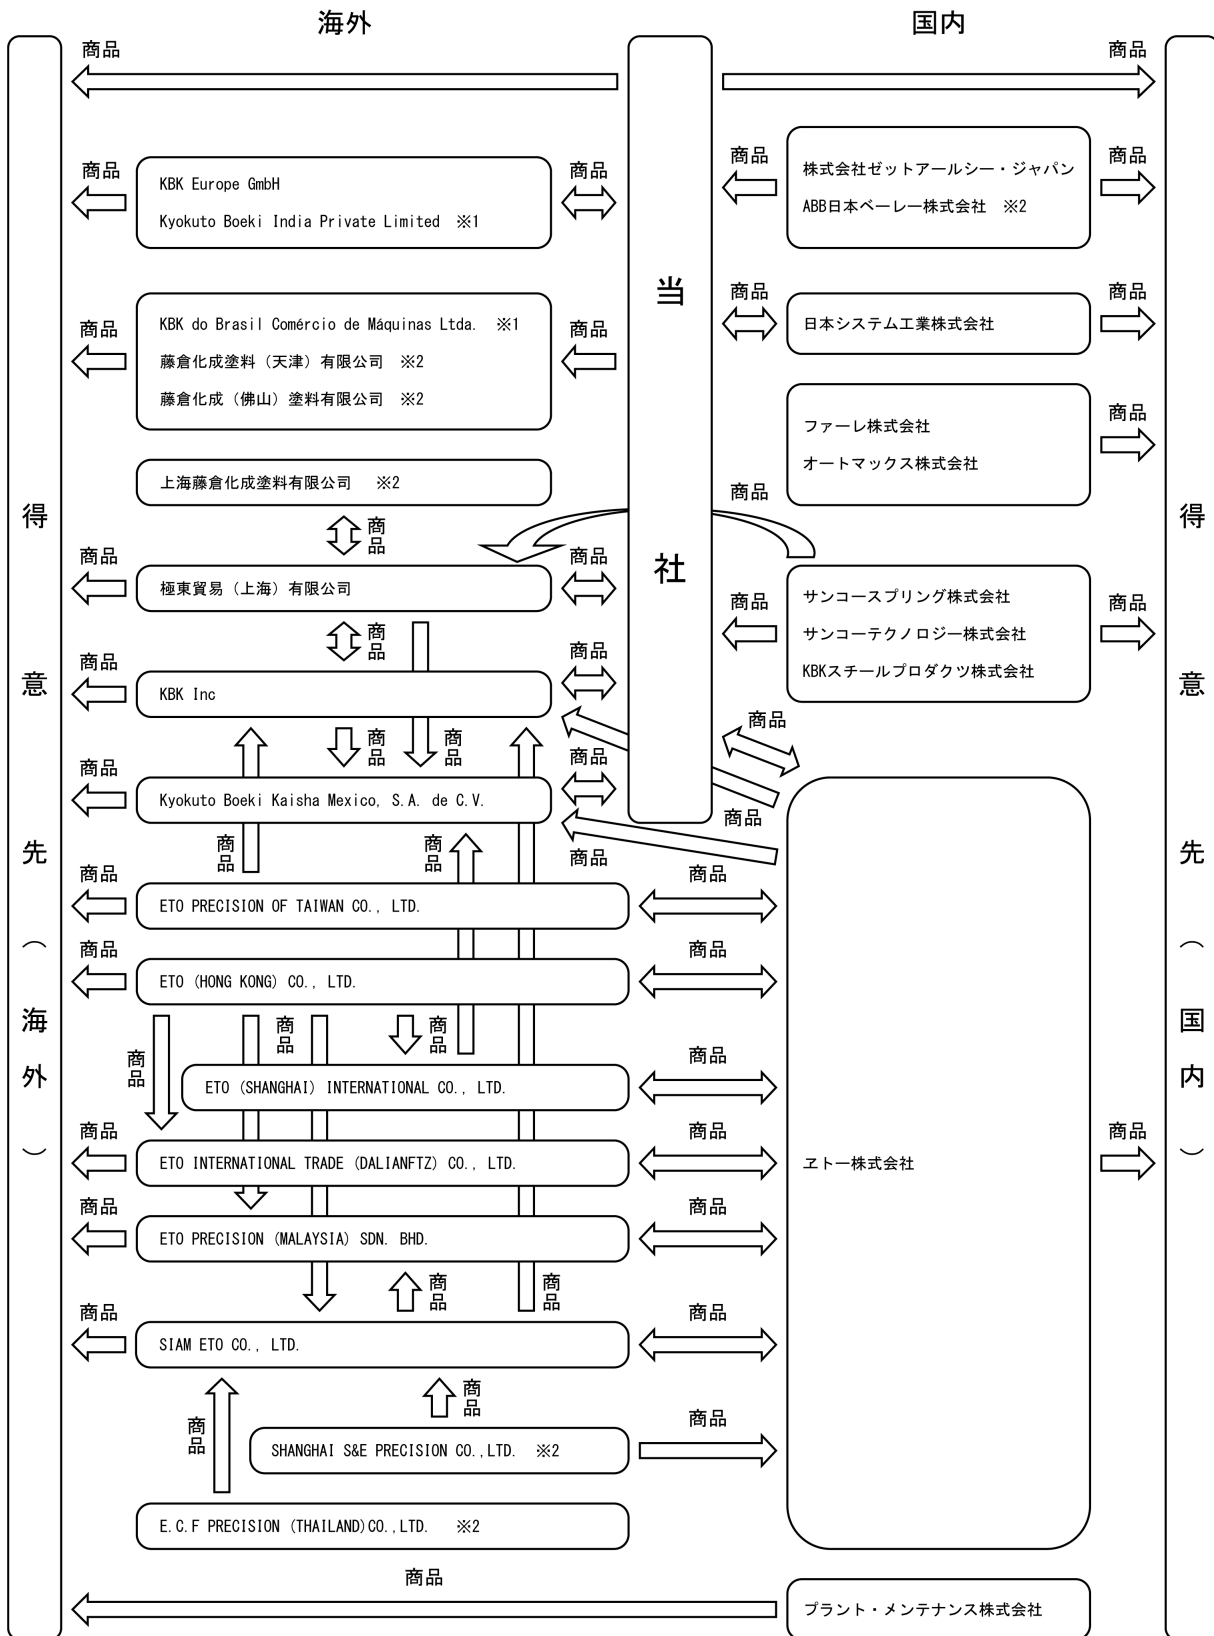 海外
国内
商品
商品
商品
商品
商品
商品
KBK Europe GmbH
Kyokuto Boeki India Private Limited ※1
株式会社ゼットアールシー・ジャパン
ABB日本ベーレー株式会社 ※2
当社
商品
商品
商品
商品
KBK do Brasil Comércio de Máquinas Ltda. ※1
藤倉化成塗料（天津）有限公司 ※2
藤倉化成（佛山）塗料有限公司 ※2
日本システム工業株式会社
商品
ファーレ株式会社
オートマックス株式会社
上海藤倉化成塗料有限公司 ※2
商品
商品
得意先（海外）
得意先（国内）
商品
商品
極東貿易（上海）有限公司
商品
商品
サンコースプリング株式会社
サンコーテクノロジー株式会社
KBKスチールプロダクツ株式会社
商品
商品
商品
KBK Inc
商品
商品
商品
商品
商品
Kyokuto Boeki Kaisha Mexico, S.A. de C.V.
商品
商品
商品
商品
商品
商品
ETO PRECISION OF TAIWAN CO., LTD.
商品
商品
ETO (HONG KONG) CO., LTD.
商品
商品
商品
商品
ETO (SHANGHAI) INTERNATIONAL CO., LTD.
商品
商品
商品
ETO INTERNATIONAL TRADE (DALIANFTZ) CO., LTD.
ヱトー株式会社
商品
商品
ETO PRECISION (MALAYSIA) SDN. BHD.
商品
商品
商品
商品
SIAM ETO CO., LTD.
商品
商品
商品
SHANGHAI S&E PRECISION CO.,LTD. ※2
E.C.F PRECISION (THAILAND)CO.,LTD. ※2
商品
プラント・メンテナンス株式会社